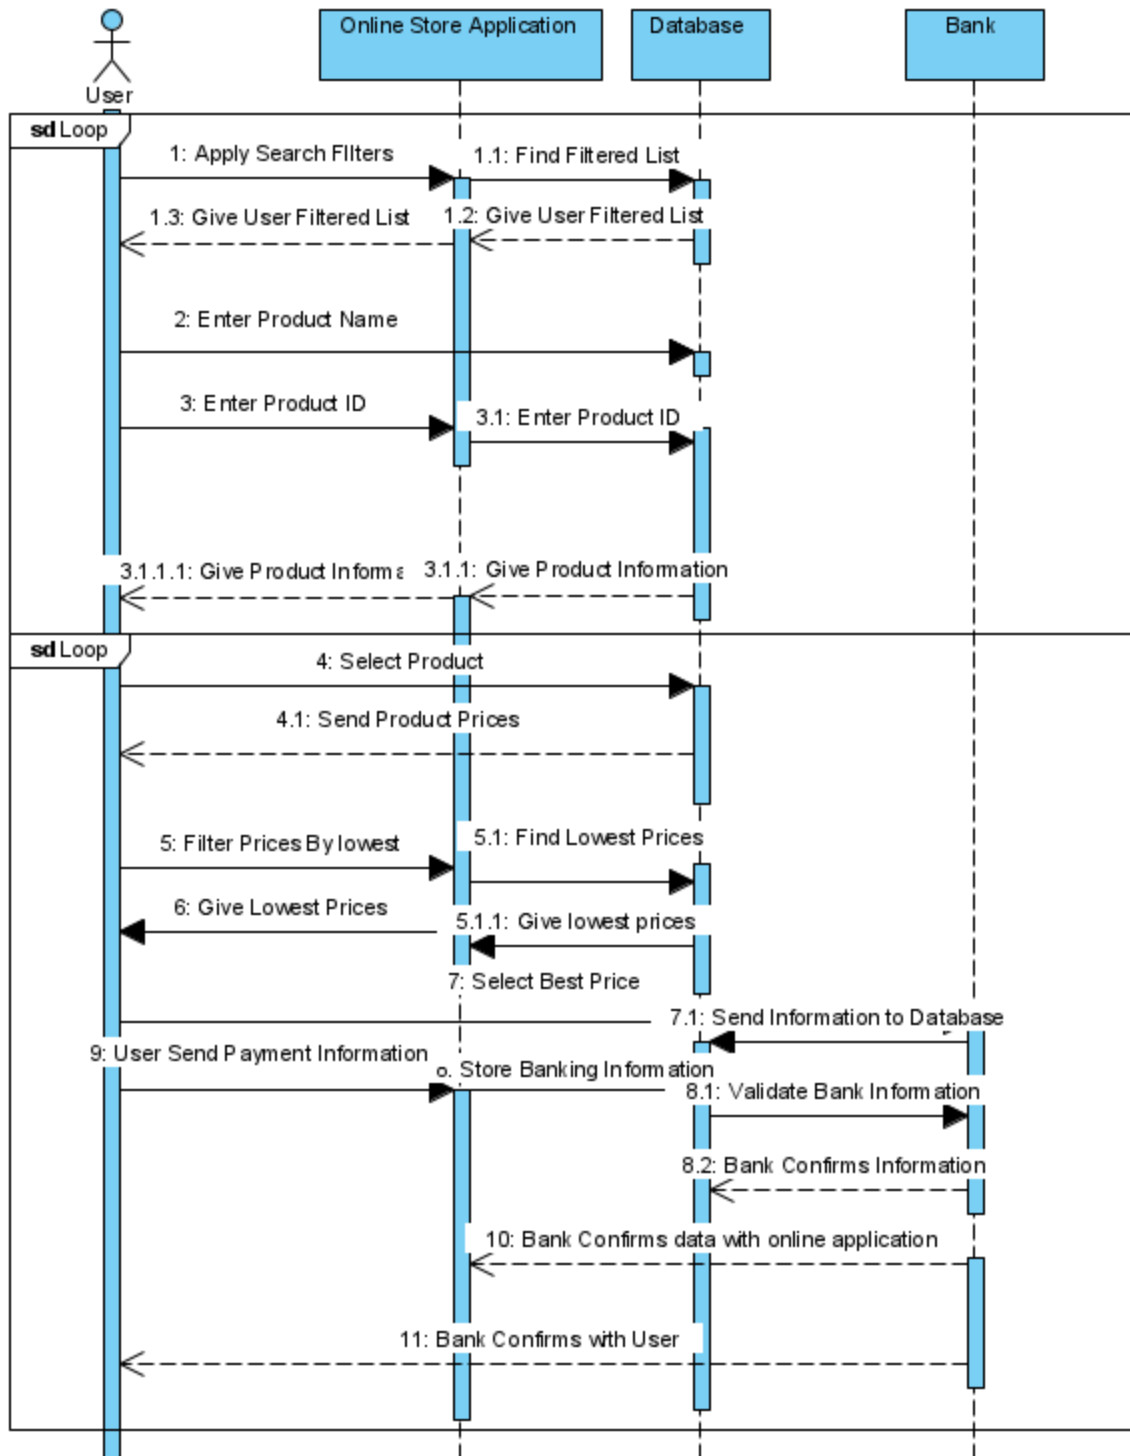 Online Store Application
Database
Bank
User
sd Loop
1: Apply Search FIlters
1.1: Find Filtered List
1.3: Give User Filtered List
1.2: Give User Filtered List
2: Enter Product Name
3: Enter Product ID
3.1: Enter Product ID
3.1.1.1: Give Product Informa
3.1.1: Give Product Information
sd Loop
4: Select Product
4.1: Send Product Prices
5: Filter Prices By lowest
5.1: Find Lowest Prices
6: Give Lowest Prices
5.1.1: Give lowest prices
7: Select Best Price
7.1: Send Information to Database
9: User Send Payment Information
Store Banking Information
8.1: Validate Bank Information
8.2: Bank Confirms Information
10: Bank Confirms data with online application
11: Bank Confirms with User